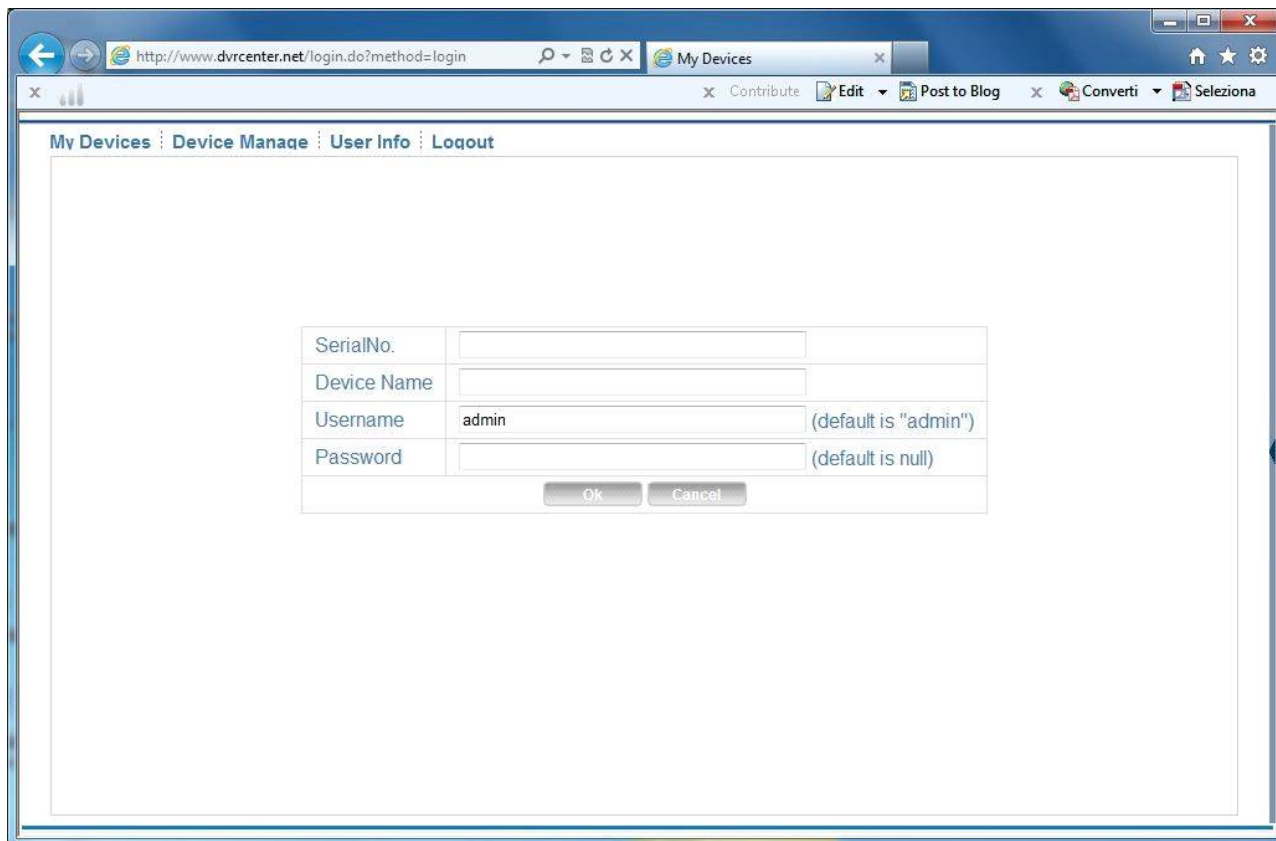 http://www.dvrcenter.net/login.do?method=login My Devices
Contribute Edit Post to Blog Converti Seleziona
My Devices Device Manage User Info Logout
SerialNo.
Device Name
Username admin (default is "admin")
Password (default is null)
Ok Cancel